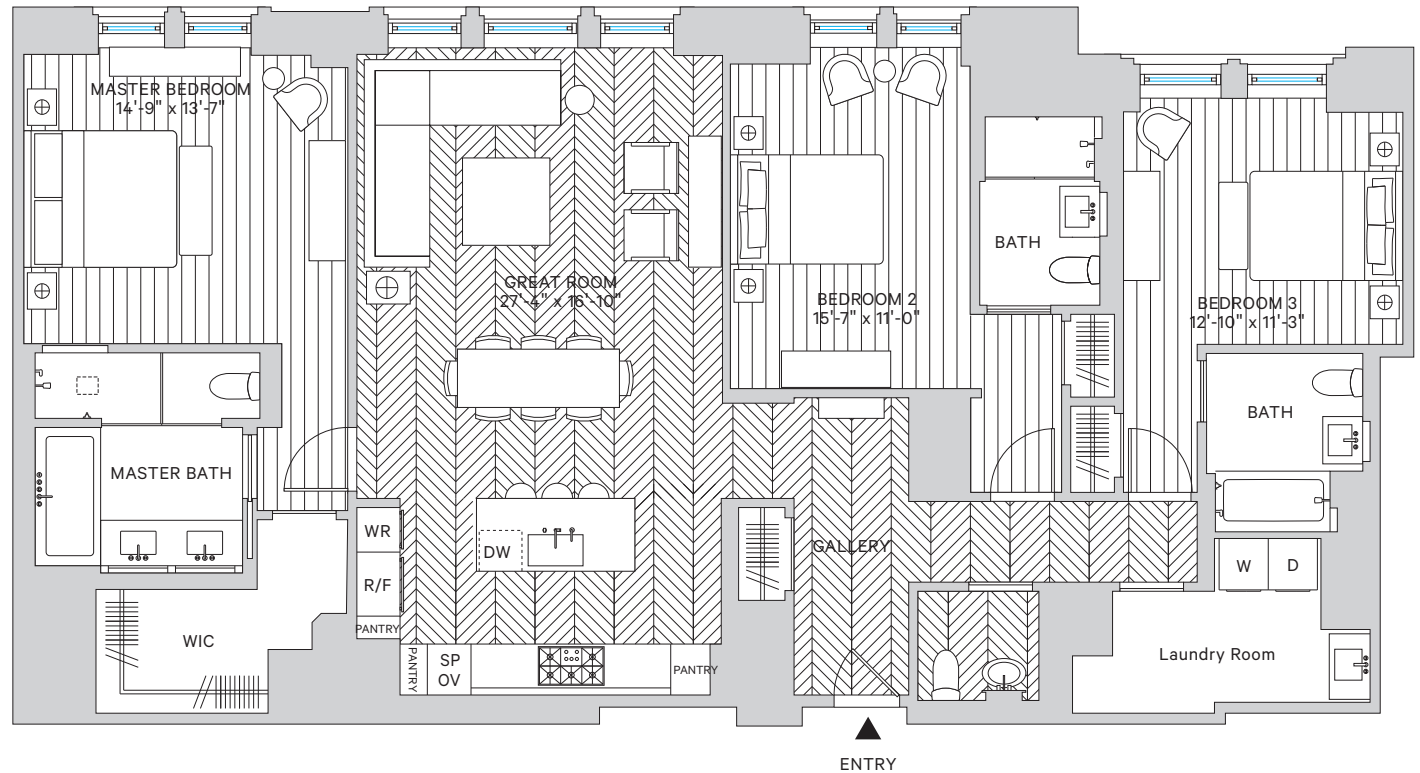 MASTER BEDROOM
14'-9" x 13'-7"
GREAT ROOM
27'-4" x 16'-10"
BEDROOM 2
15'-7" x 11'-0"
BATH
BEDROOM 3
12'-10" x 11'-3"
BATH
MASTER BATH
WR
DW
R/F
PANTRY
GALLERY
W
D
WIC
PANTRY
SP
OV
PANTRY
Laundry Room
ENTRY